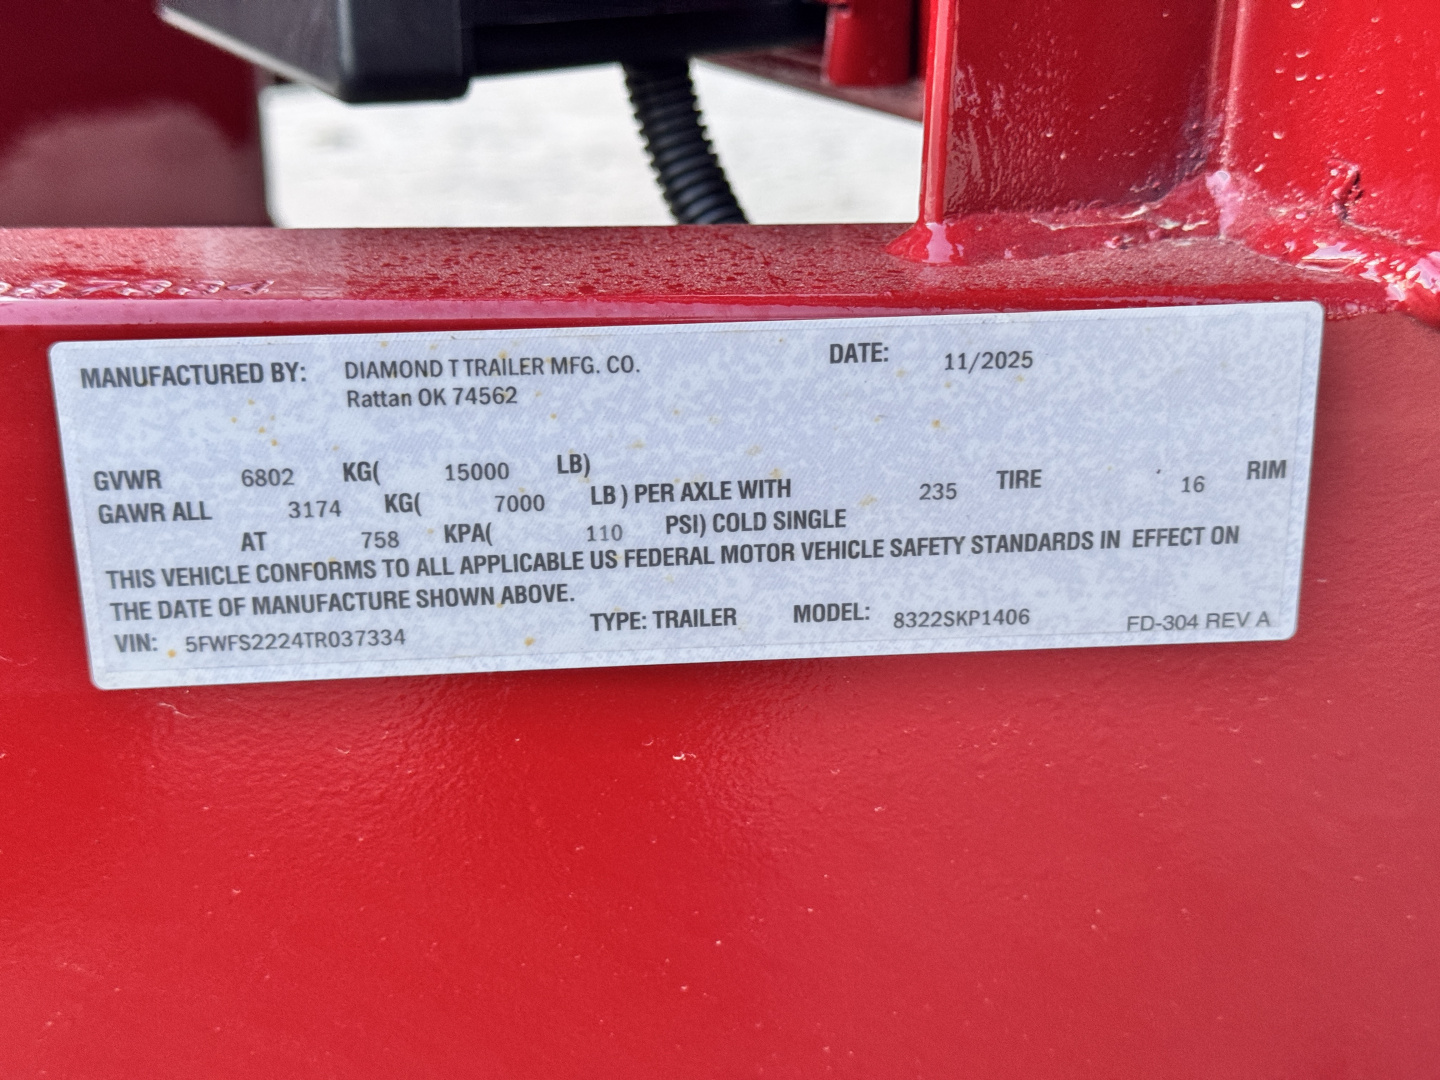 MANUFACTURED BY: DIAMOND T TRAILER MFG. CO. DATE: 11/2025
Rattan OK 74562
GVWR 6802 KG( 15000 LB)
GAWR ALL 3174 KG( 7000 LB ) PER AXLE WITH 235 TIRE 16 RIM
AT 758 KPA( 110 PSI) COLD SINGLE
THIS VEHICLE CONFORMS TO ALL APPLICABLE US FEDERAL MOTOR VEHICLE SAFETY STANDARDS IN EFFECT ON
THE DATE OF MANUFACTURE SHOWN ABOVE.
VIN: 5FWFS2224TR037334 TYPE: TRAILER MODEL: 8322SKP1406 FD-304 REV A